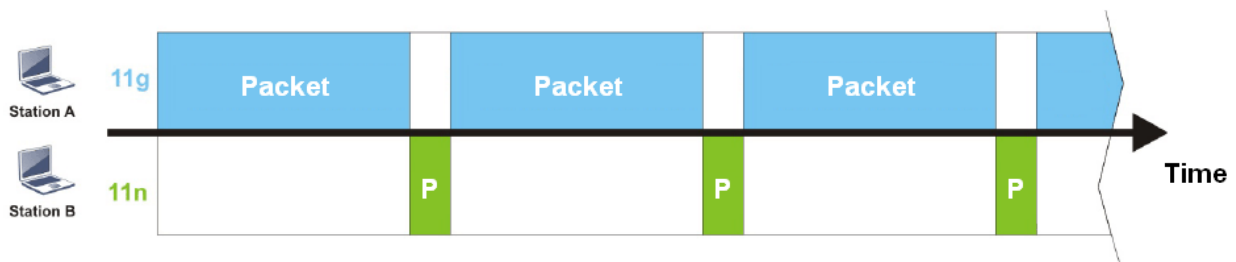 11g Packet Packet Packet
Station A
Time
11n P P P
Station B